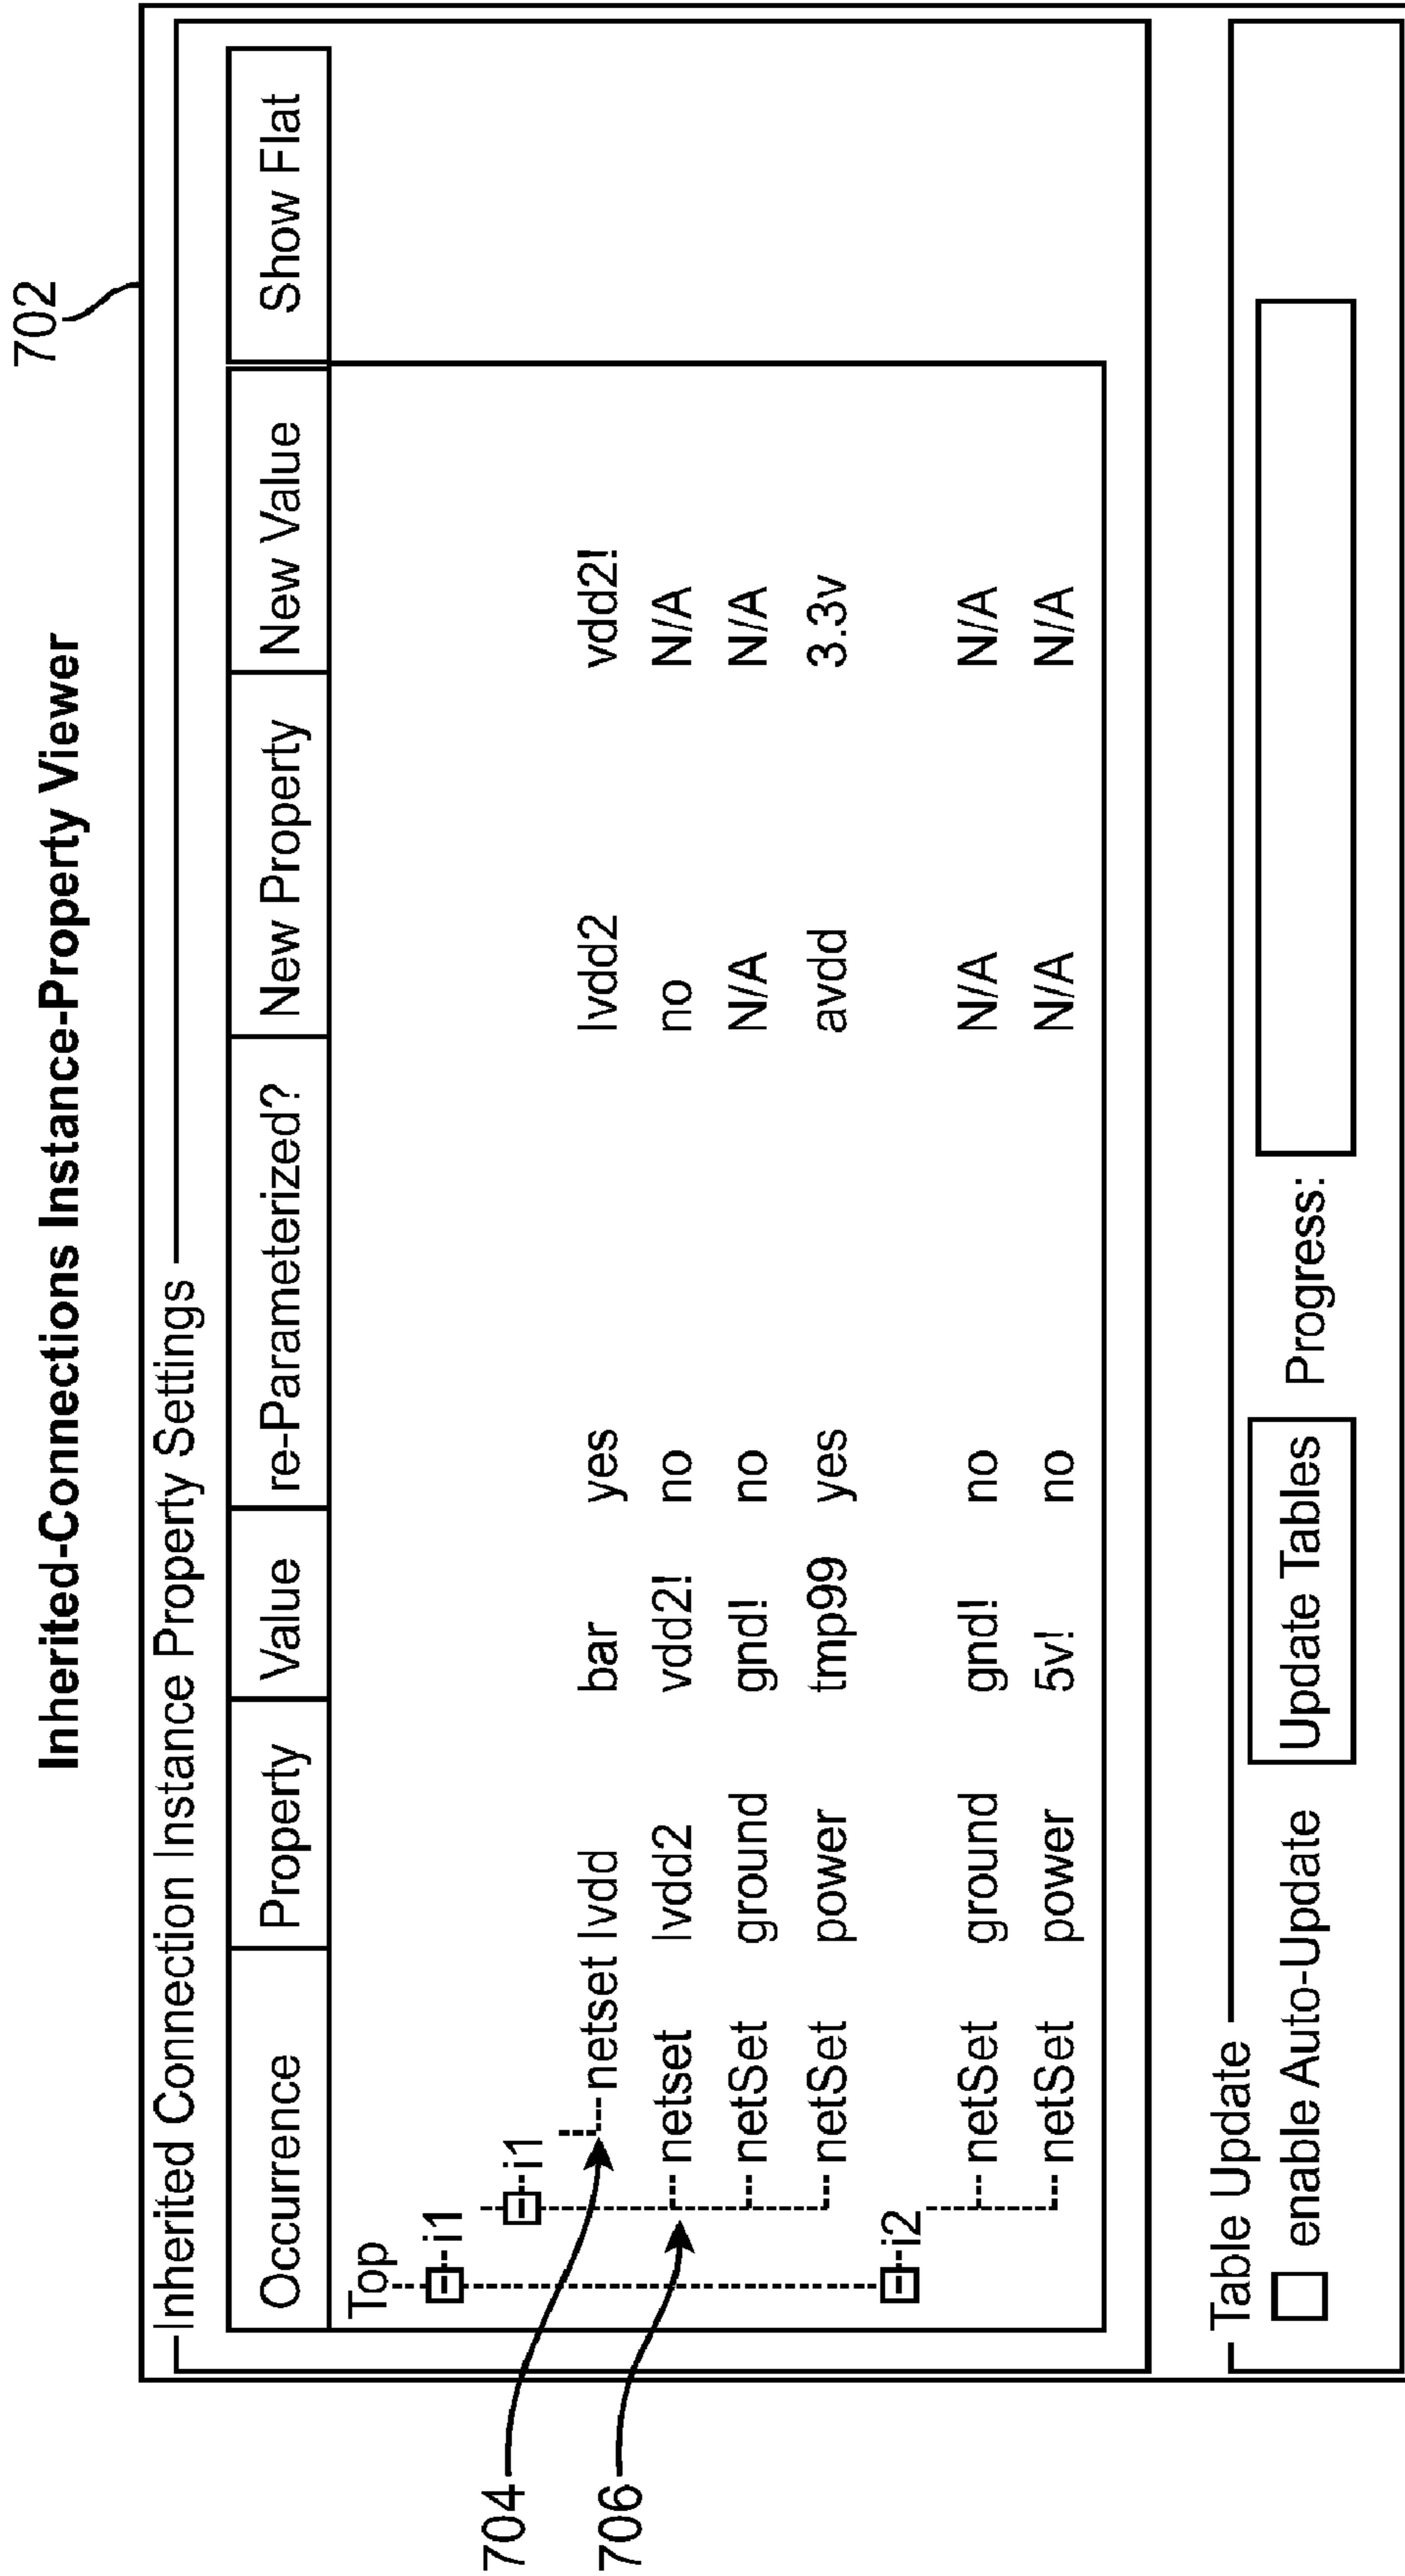 Inherited-Connections Instance-Property Viewer
702
Inherited Connection Instance Property Settings
Occurrence Property Value re-Parameterized? New Property New Value Show Flat
Top
i1
i1
704
netset lvdd bar yes lvdd2 vdd2!
706
netset lvdd2 vdd2! no no N/A
netSet ground gnd! no N/A N/A
netSet power tmp99 yes avdd 3.3v
i2
netSet ground gnd! no N/A N/A
netSet power 5v! no N/A N/A
Table Update
enable Auto-Update Update Tables Progress: